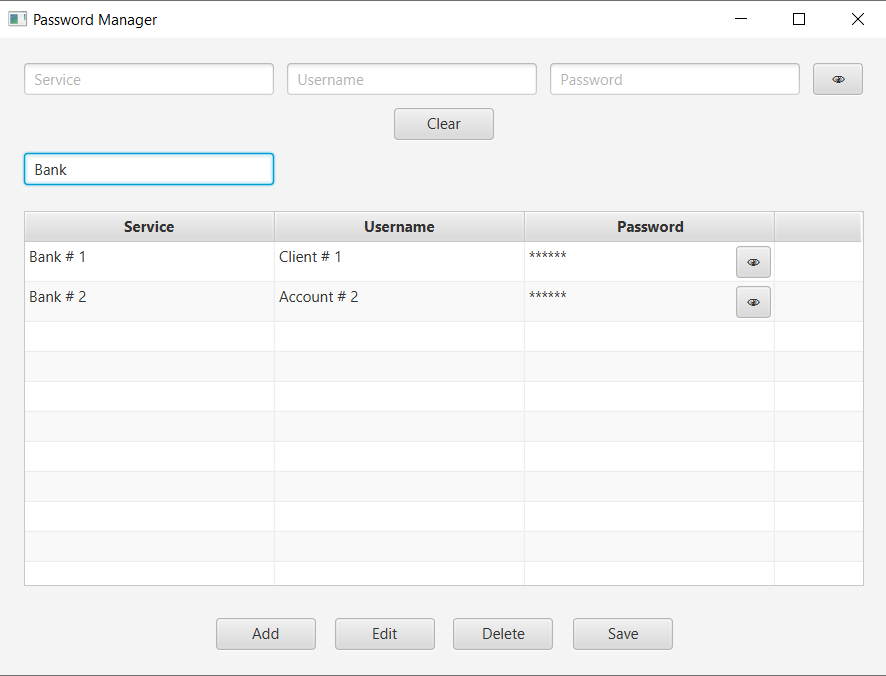 Password Manager
Service Username Password
Clear
Bank
Service Username Password
Bank # 1 Client # 1 ******
Bank # 2 Account # 2 ******
Add Edit Delete Save